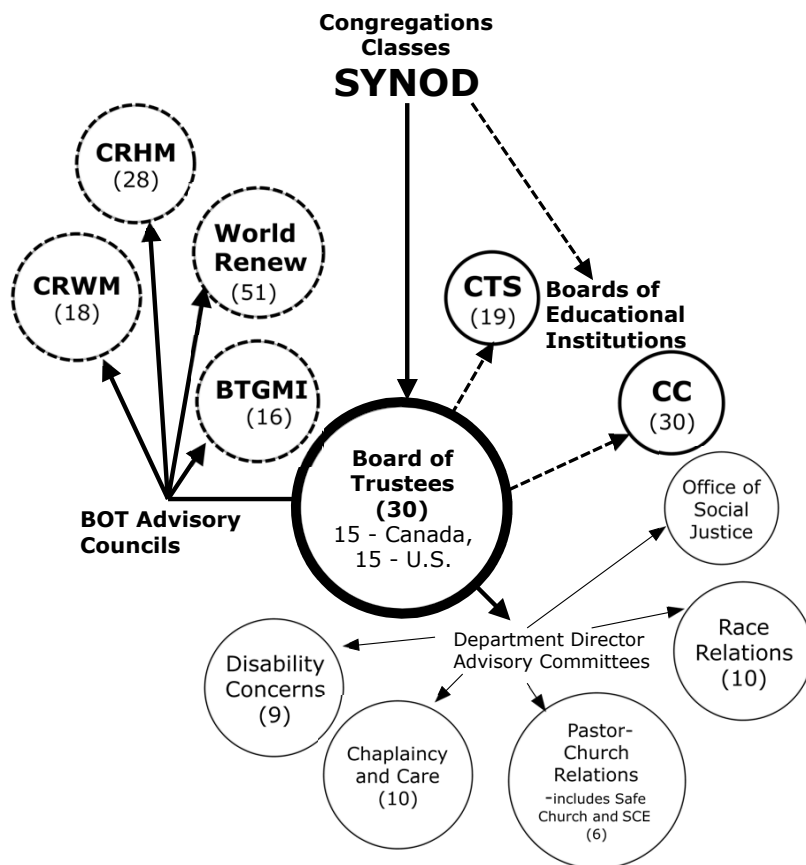 Congregations
Classes
SYNOD
CRHM
(28)
World
Renew
(51)
CRWM
(18)
BTGMI
(16)
CTS
(19)
Boards of
Educational
Institutions
CC
(30)
Board of
Trustees
(30)
15 - Canada,
15 - U.S.
BOT Advisory
Councils
Office of
Social
Justice
Department Director
Advisory Committees
Race
Relations
(10)
Disability
Concerns
(9)
Chaplaincy
and Care
(10)
Pastor-
Church
Relations
-includes Safe
Church and SCE
(6)